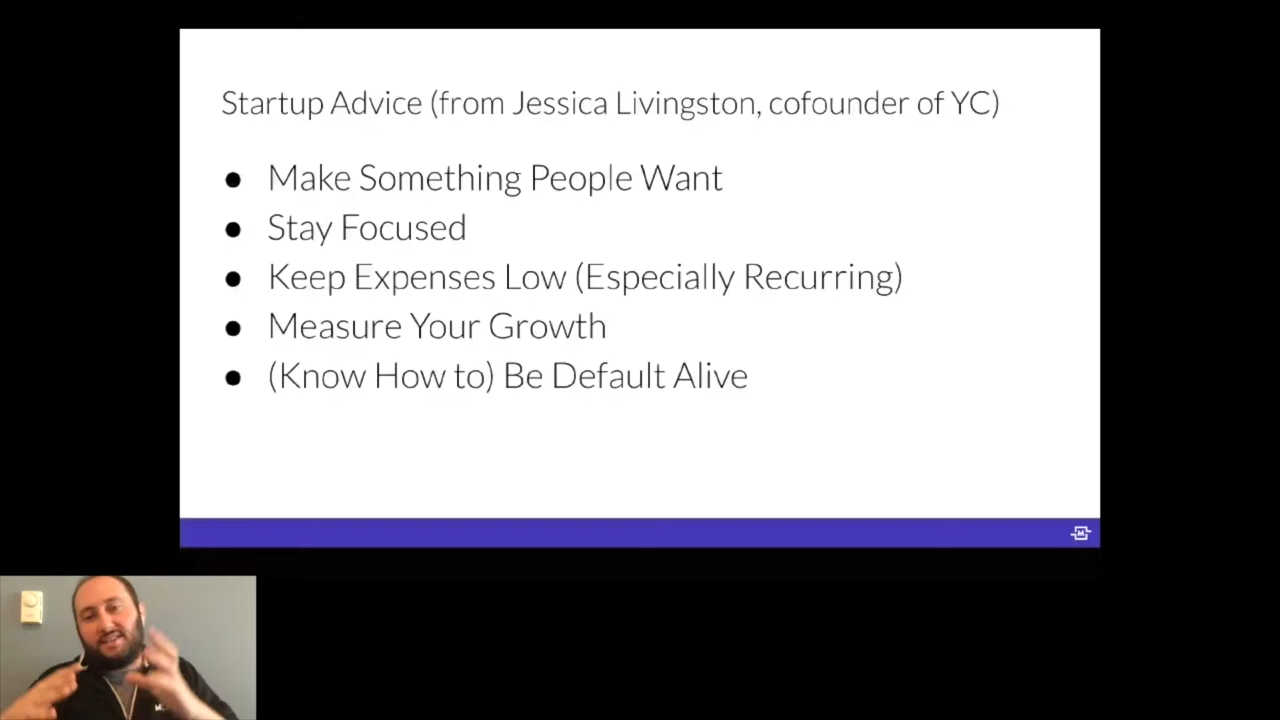 Startup Advice (from Jessica Livingston, cofounder of YC)
● Make Something People Want
● Stay Focused
● Keep Expenses Low (Especially Recurring)
● Measure Your Growth
● (Know How to) Be Default Alive
M